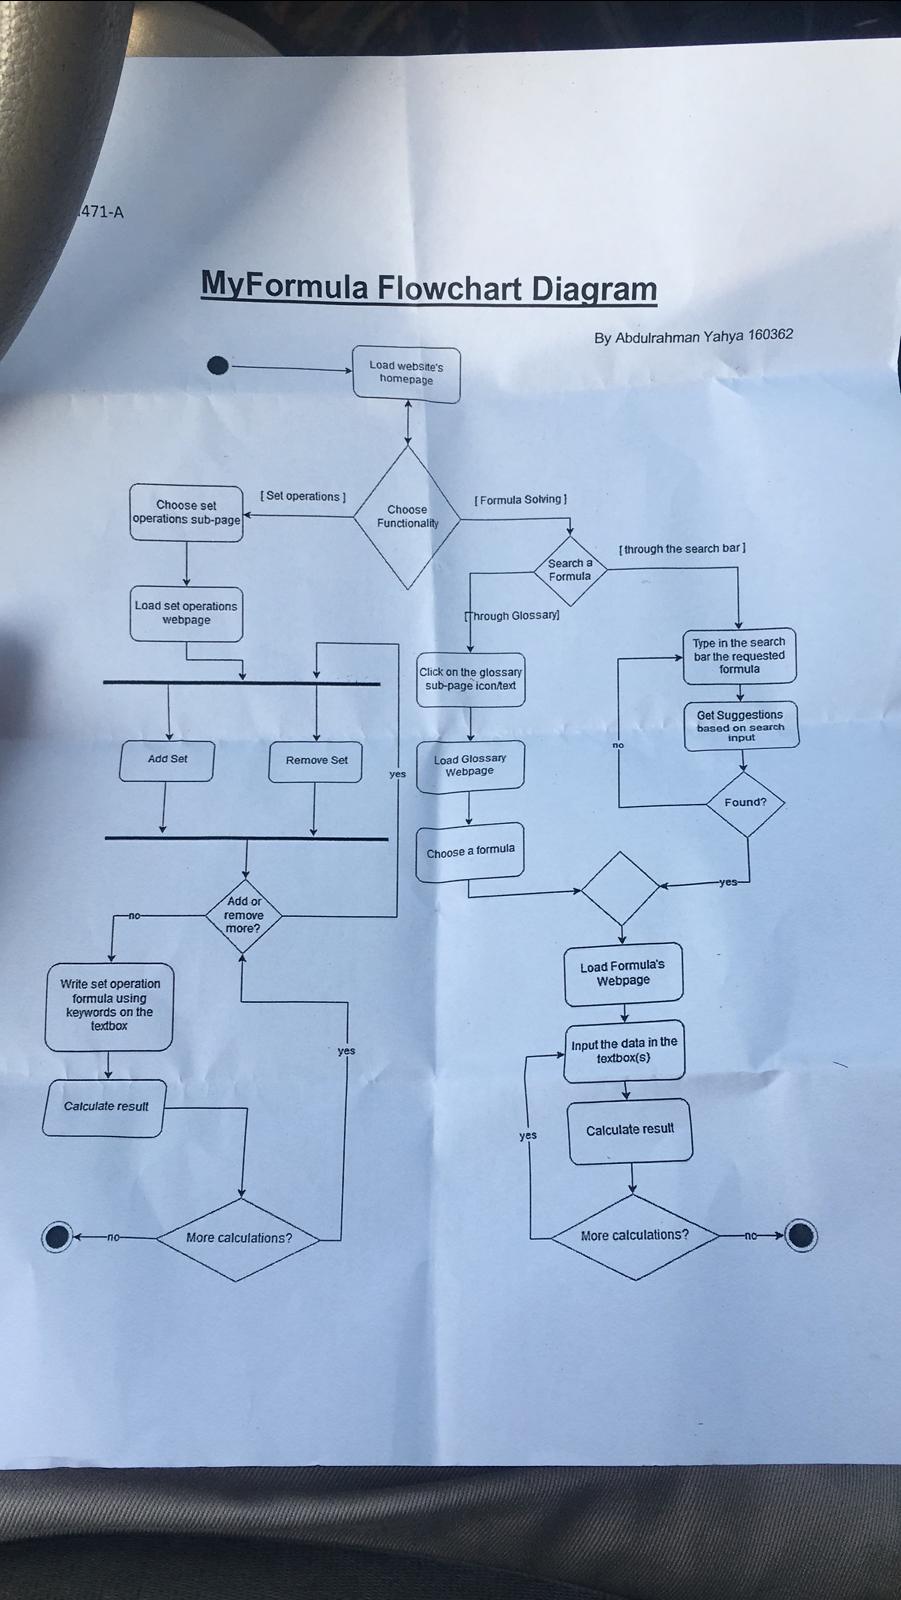 471-A
MyFormula Flowchart Diagram
By Abdulrahman Yahya 160362
Load website's
homepage
Choose
Functionality
[ Set operations ]
[ Formula Solving ]
Choose set
operations sub-page
Load set operations
webpage
Add Set
Remove Set
yes
Add or
remove
more?
no
Write set operation
formula using
keywords on the
textbox
Calculate result
yes
More calculations?
no
Search a
Formula
[ through the search bar ]
[Through Glossary]
Click on the glossary
sub-page icon/text
Load Glossary
Webpage
Choose a formula
Type in the search
bar the requested
formula
Get Suggestions
based on search
input
no
Found?
yes
Load Formula's
Webpage
Input the data in the
textbox(s)
Calculate result
yes
More calculations?
no